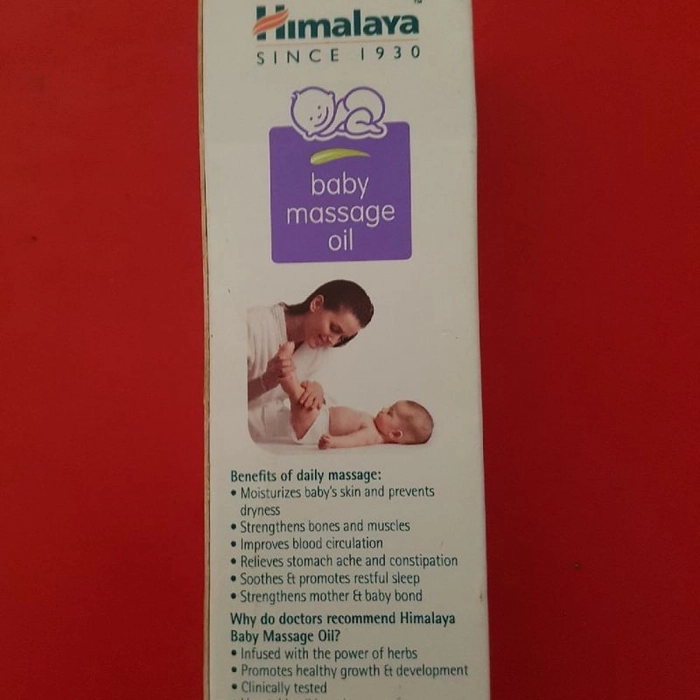 Himalaya
SINCE 1930
baby
massage
oil
Benefits of daily massage:
• Moisturizes baby's skin and prevents
dryness
• Strengthens bones and muscles
• Improves blood circulation
• Relieves stomach ache and constipation
• Soothes & promotes restful sleep
• Strengthens mother & baby bond
Why do doctors recommend Himalaya
Baby Massage Oil?
• Infused with the power of herbs
• Promotes healthy growth & development
• Clinically tested